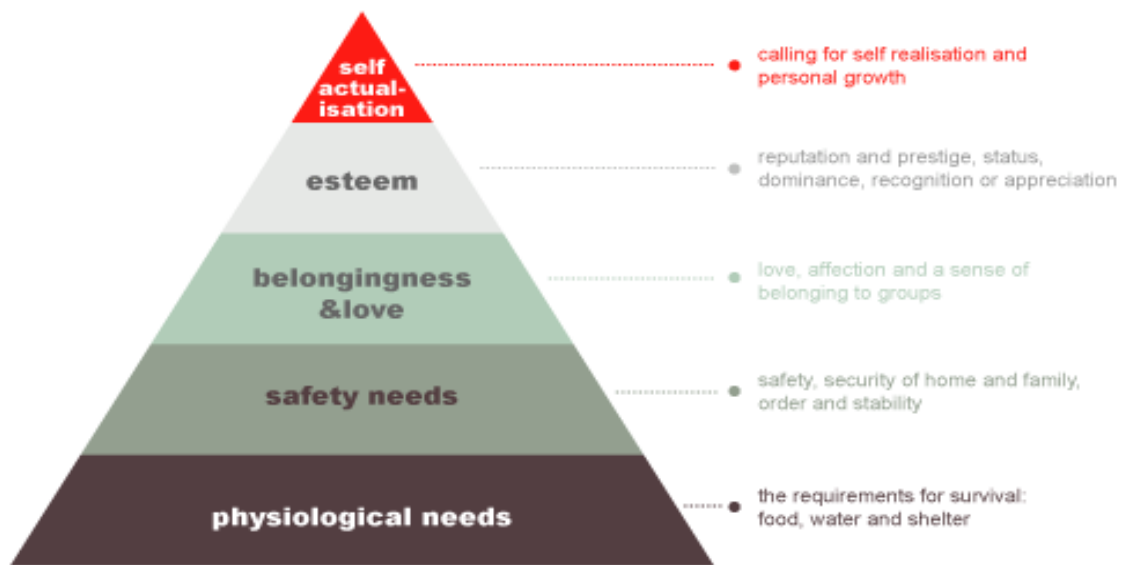 self
actual-
isation
calling for self realisation and
personal growth
esteem
reputation and prestige, status,
dominance, recognition or appreciation
belongingness
&love
love, affection and a sense of
belonging to groups
safety needs
safety, security of home and family,
order and stability
physiological needs
the requirements for survival:
food, water and shelter